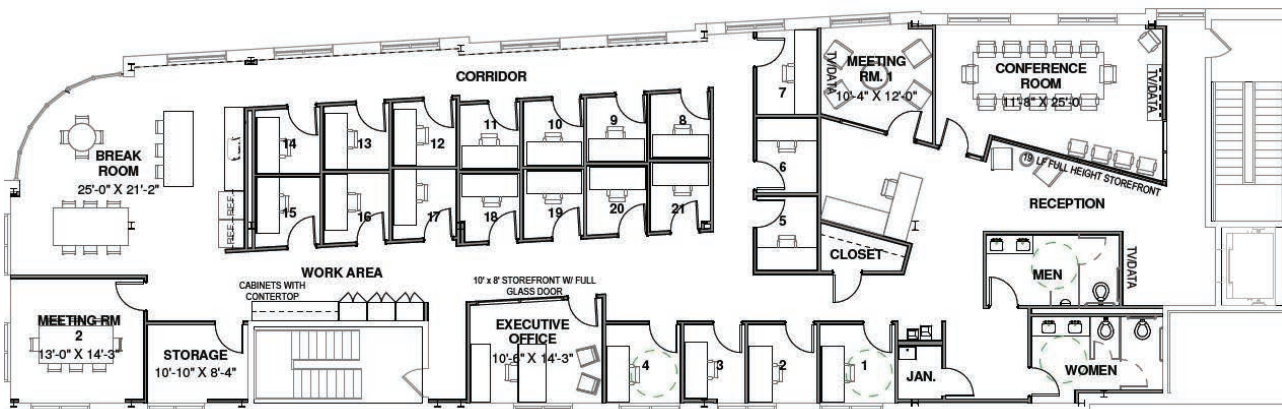 CORRIDOR
BREAK
ROOM
25'-0" X 21'-2"
14
13
12
11
10
9
8
7
TV/DATA
MEETING
RM. 1
10'-4" X 12'-0"
CONFERENCE
ROOM
11'-8" X 25'-0
TV/DATA
6
5
15
16
17
18
19
20
21
REF.
REF.
19 LF FULL HEIGHT STOREFRONT
RECEPTION
CLOSET
MEN
TV/DATA
WORK AREA
CABINETS WITH
CONTERTOP
10' x 8' STOREFRONT W/ FULL
GLASS DOOR
MEETING RM
2
13'-0" X 14'-3"
STORAGE
10'-10" X 8'-4"
EXECUTIVE
OFFICE
10'-6" X 14'-3"
4
3
2
1
JAN.
WOMEN